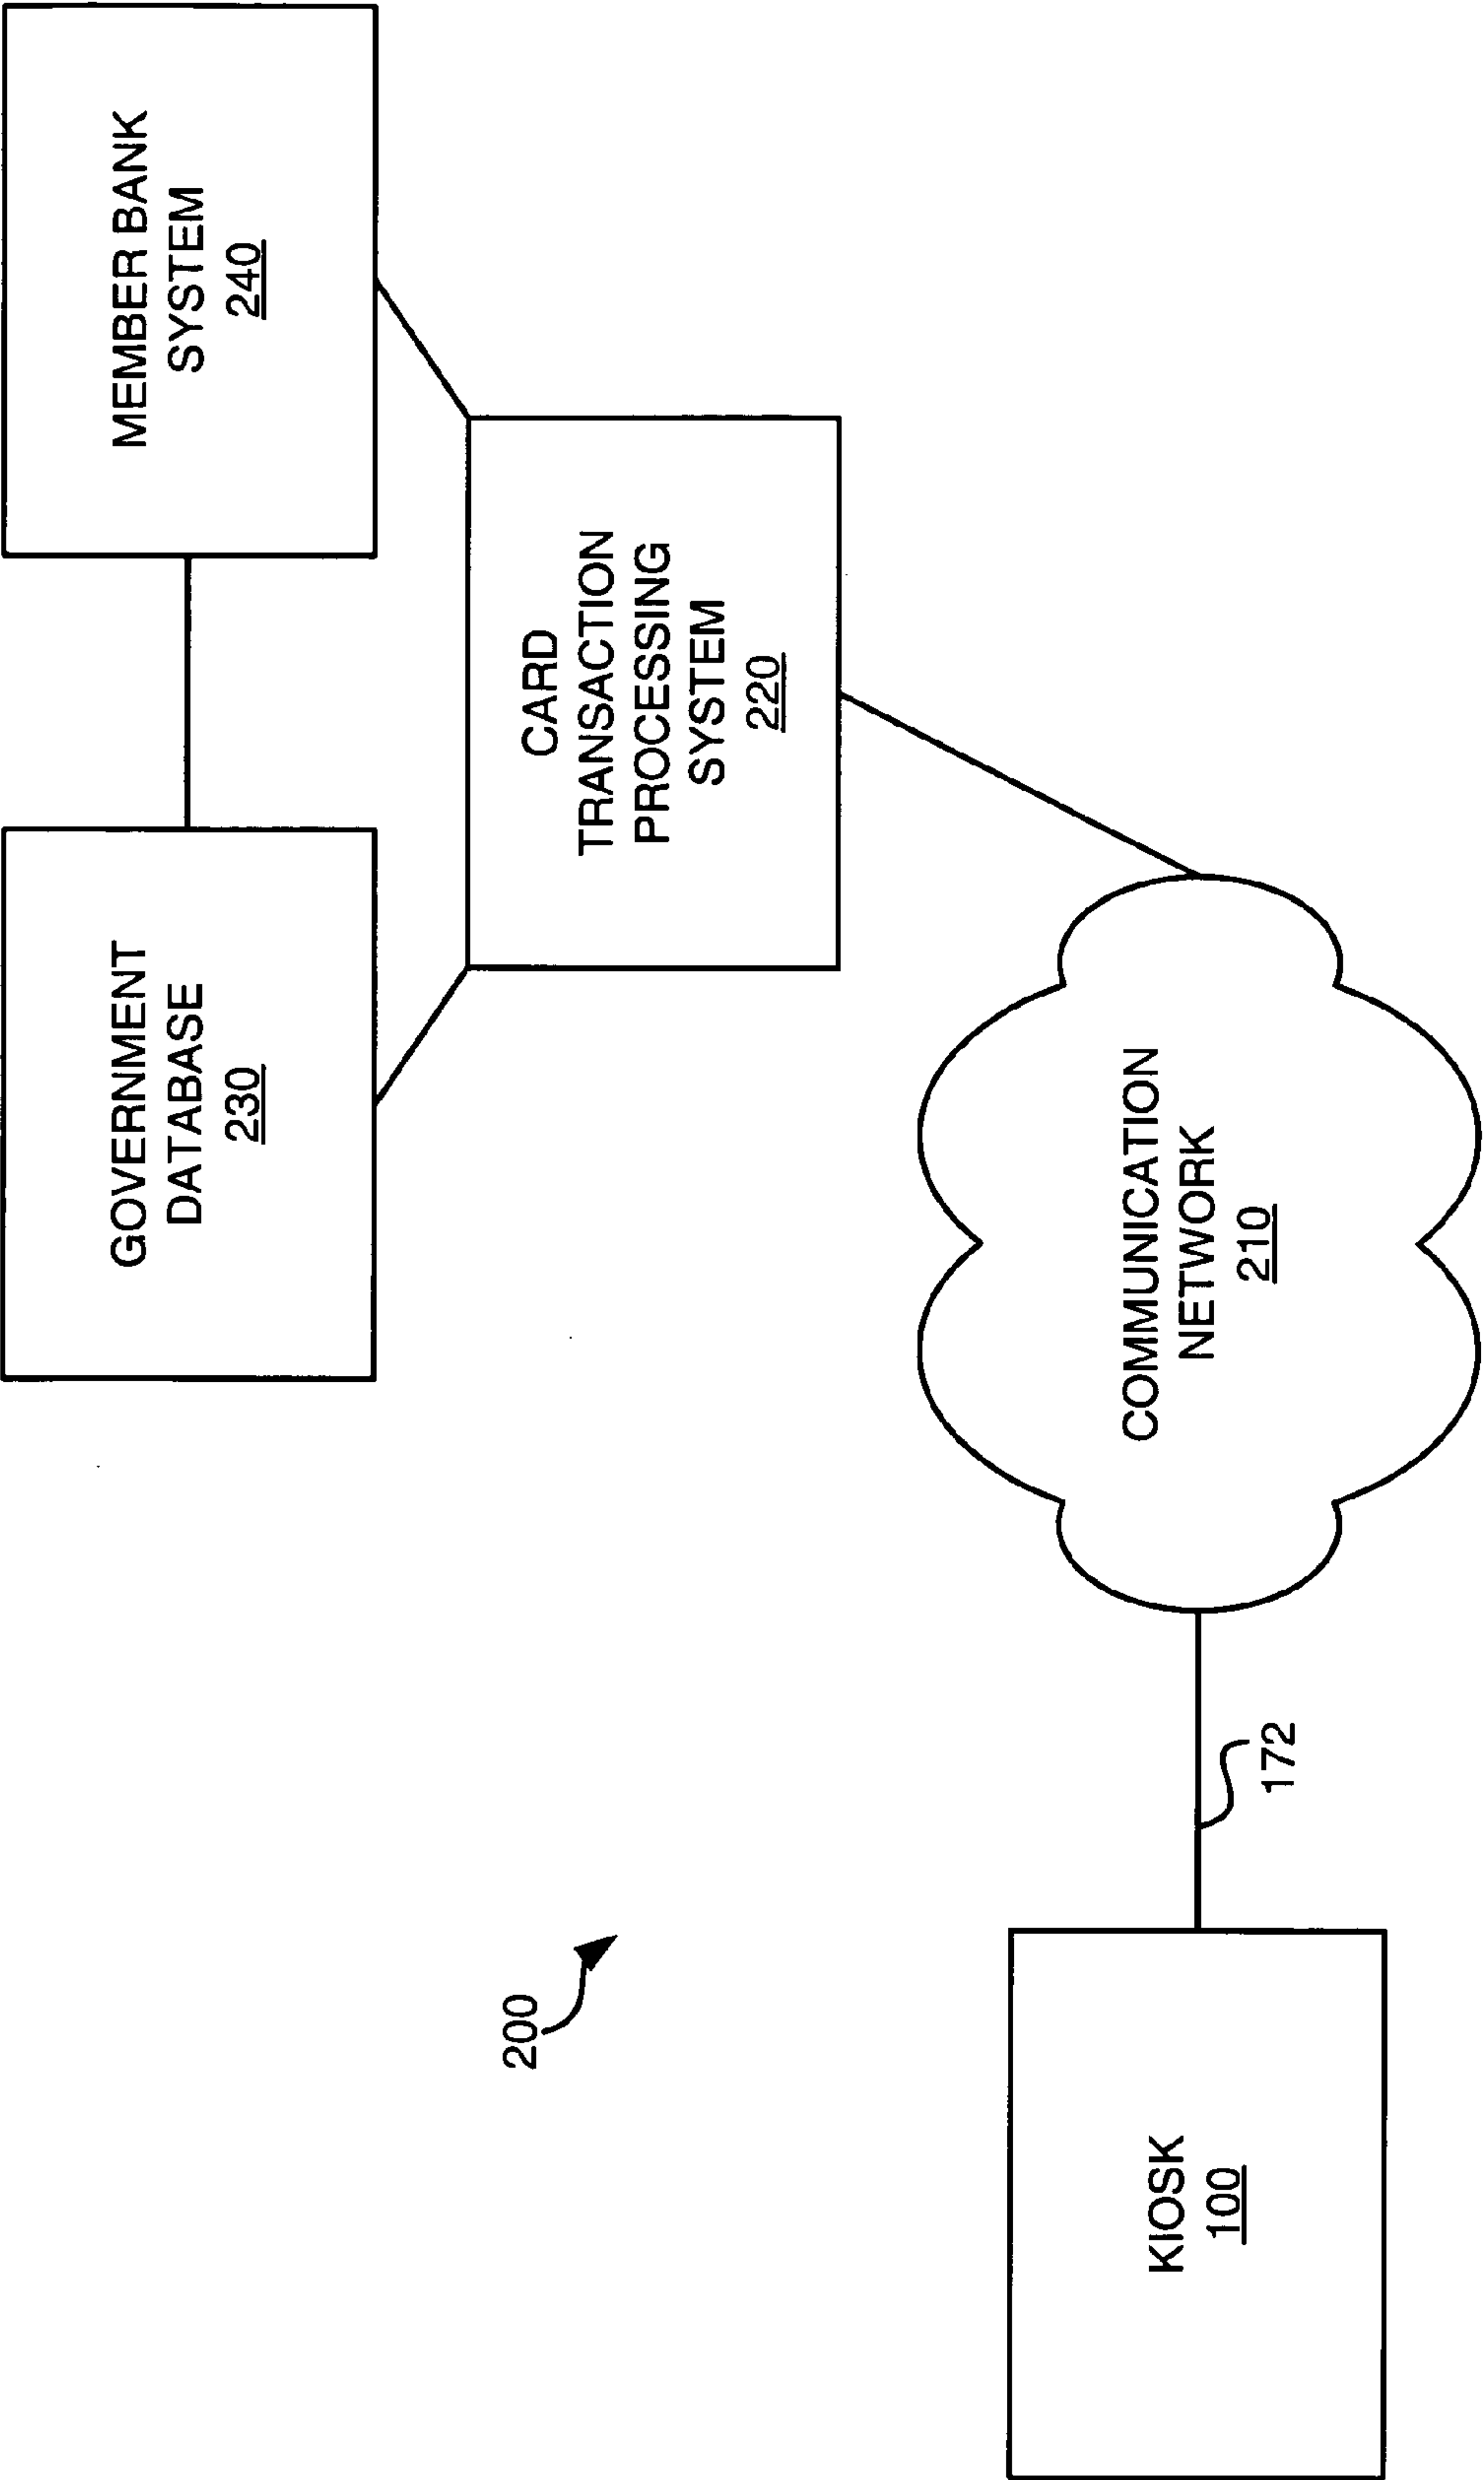 GOVERNMENT
DATABASE
230
MEMBER BANK
SYSTEM
240
CARD
TRANSACTION
PROCESSING
SYSTEM
220
200
COMMUNICATION
NETWORK
210
KIOSK
100
172